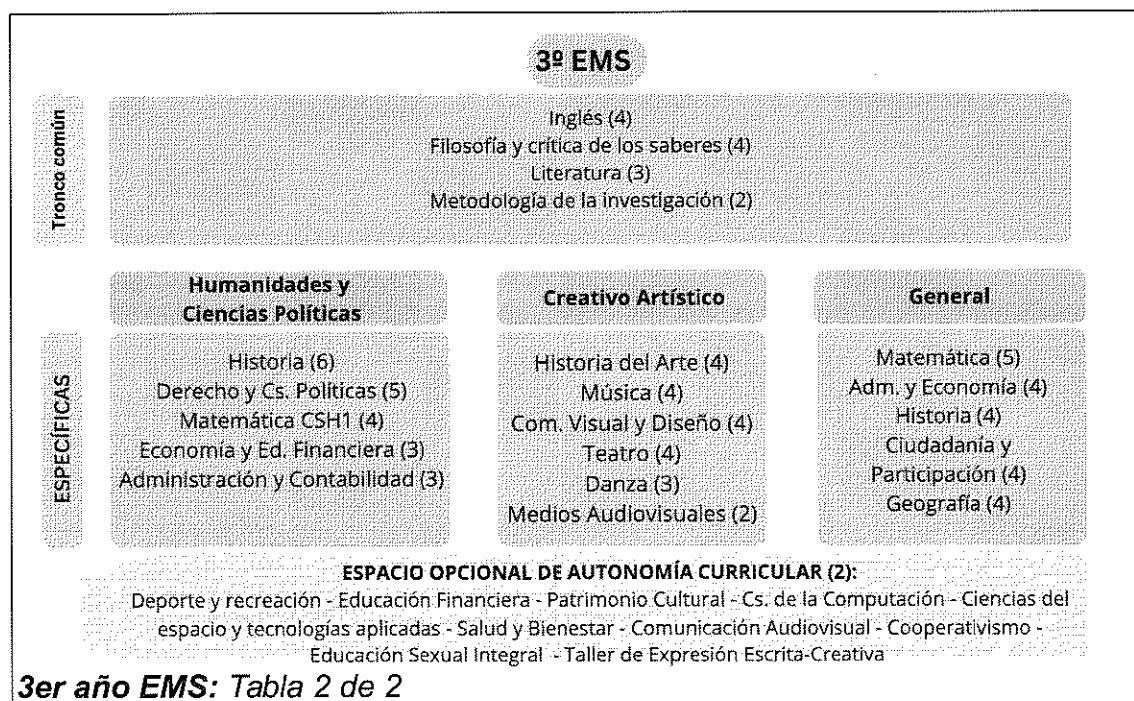 3º EMS
Tronco común
Inglés (4)
Filosofía y crítica de los saberes (4)
Literatura (3)
Metodología de la investigación (2)
Humanidades y
Ciencias Políticas
Creativo Artístico
General
ESPECÍFICAS
Historia (6)
Derecho y Cs. Políticas (5)
Matemática CSH1 (4)
Economía y Ed. Financiera (3)
Administración y Contabilidad (3)
Historia del Arte (4)
Música (4)
Com. Visual y Diseño (4)
Teatro (4)
Danza (3)
Medios Audiovisuales (2)
Matemática (5)
Adm. y Economía (4)
Historia (4)
Ciudadanía y
Participación (4)
Geografía (4)
ESPACIO OPCIONAL DE AUTONOMÍA CURRICULAR (2):
Deporte y recreación - Educación Financiera - Patrimonio Cultural - Cs. de la Computación - Ciencias del
espacio y tecnologías aplicadas - Salud y Bienestar - Comunicación Audiovisual - Cooperativismo -
Educación Sexual Integral - Taller de Expresión Escrita-Creativa
3er año EMS: Tabla 2 de 2